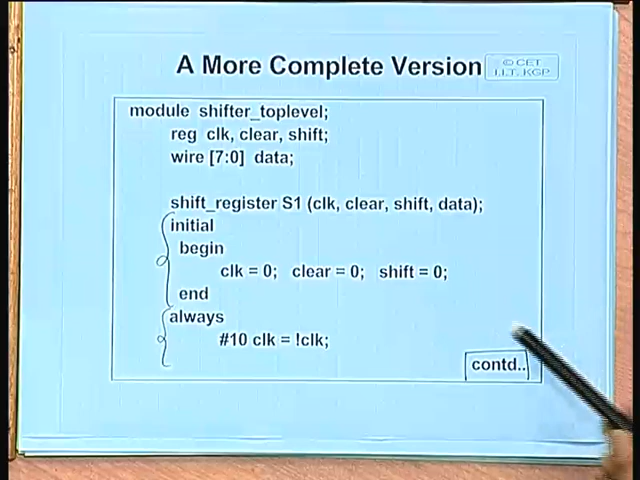 A More Complete Version
© CET
I.I.T. KGP
module shifter_toplevel;
reg clk, clear, shift;
wire [7:0] data;
shift_register S1 (clk, clear, shift, data);
initial
begin
clk = 0; clear = 0; shift = 0;
end
always
#10 clk = !clk;
contd..